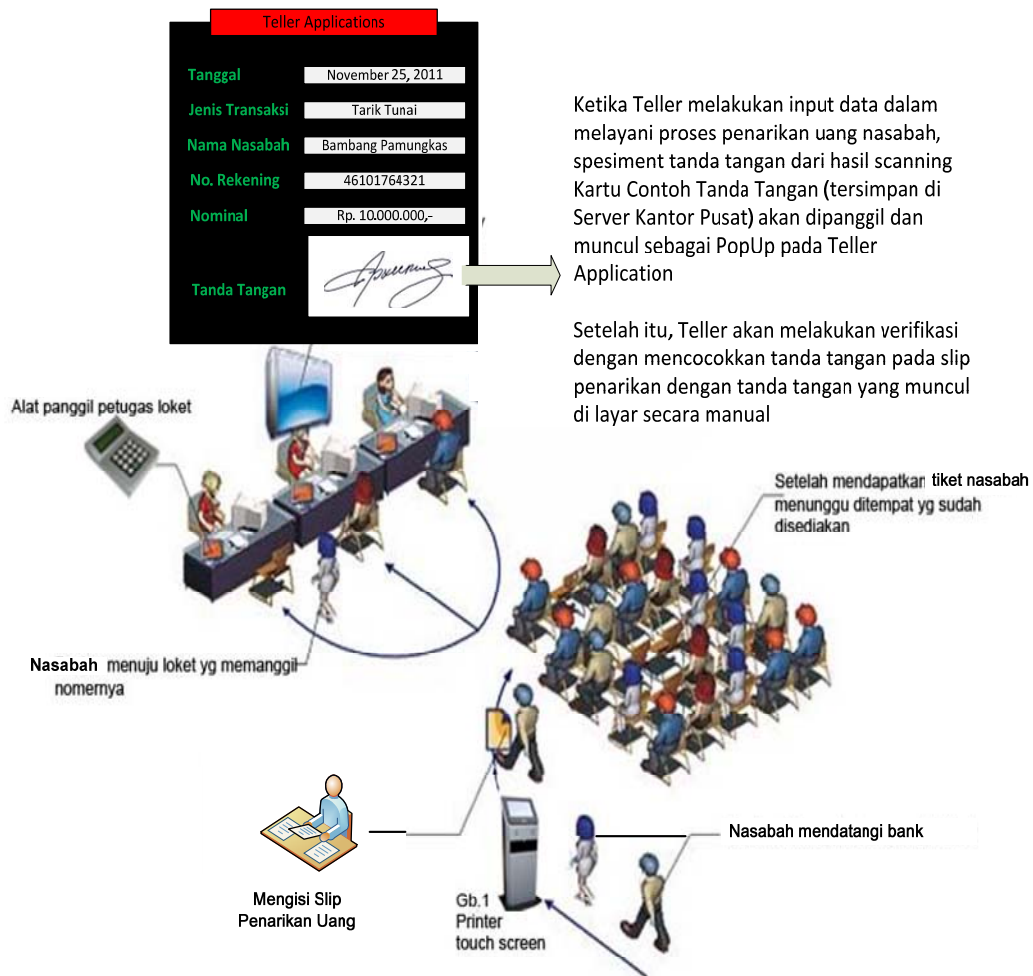 Teller Applications
Tanggal
November 25, 2011
Jenis Transaksi
Tarik Tunai
Nama Nasabah
Bambang Pamungkas
No. Rekening
46101764321
Nominal
Rp. 10.000.000,-
Tanda Tangan
Ketika Teller melakukan input data dalam
melayani proses penarikan uang nasabah,
spesiment tanda tangan dari hasil scanning
Kartu Contoh Tanda Tangan (tersimpan di
Server Kantor Pusat) akan dipanggil dan
muncul sebagai PopUp pada Teller
Application
Setelah itu, Teller akan melakukan verifikasi
dengan mencocokkan tanda tangan pada slip
penarikan dengan tanda tangan yang muncul
di layar secara manual
Alat panggil petugas loket
Setelah mendapatkan tiket nasabah
menunggu ditempat yg sudah
disediakan
Nasabah menuju loket yg memanggil
nomernya
Nasabah mendatangi bank
Mengisi Slip
Penarikan Uang
Gb.1
Printer
touch screen